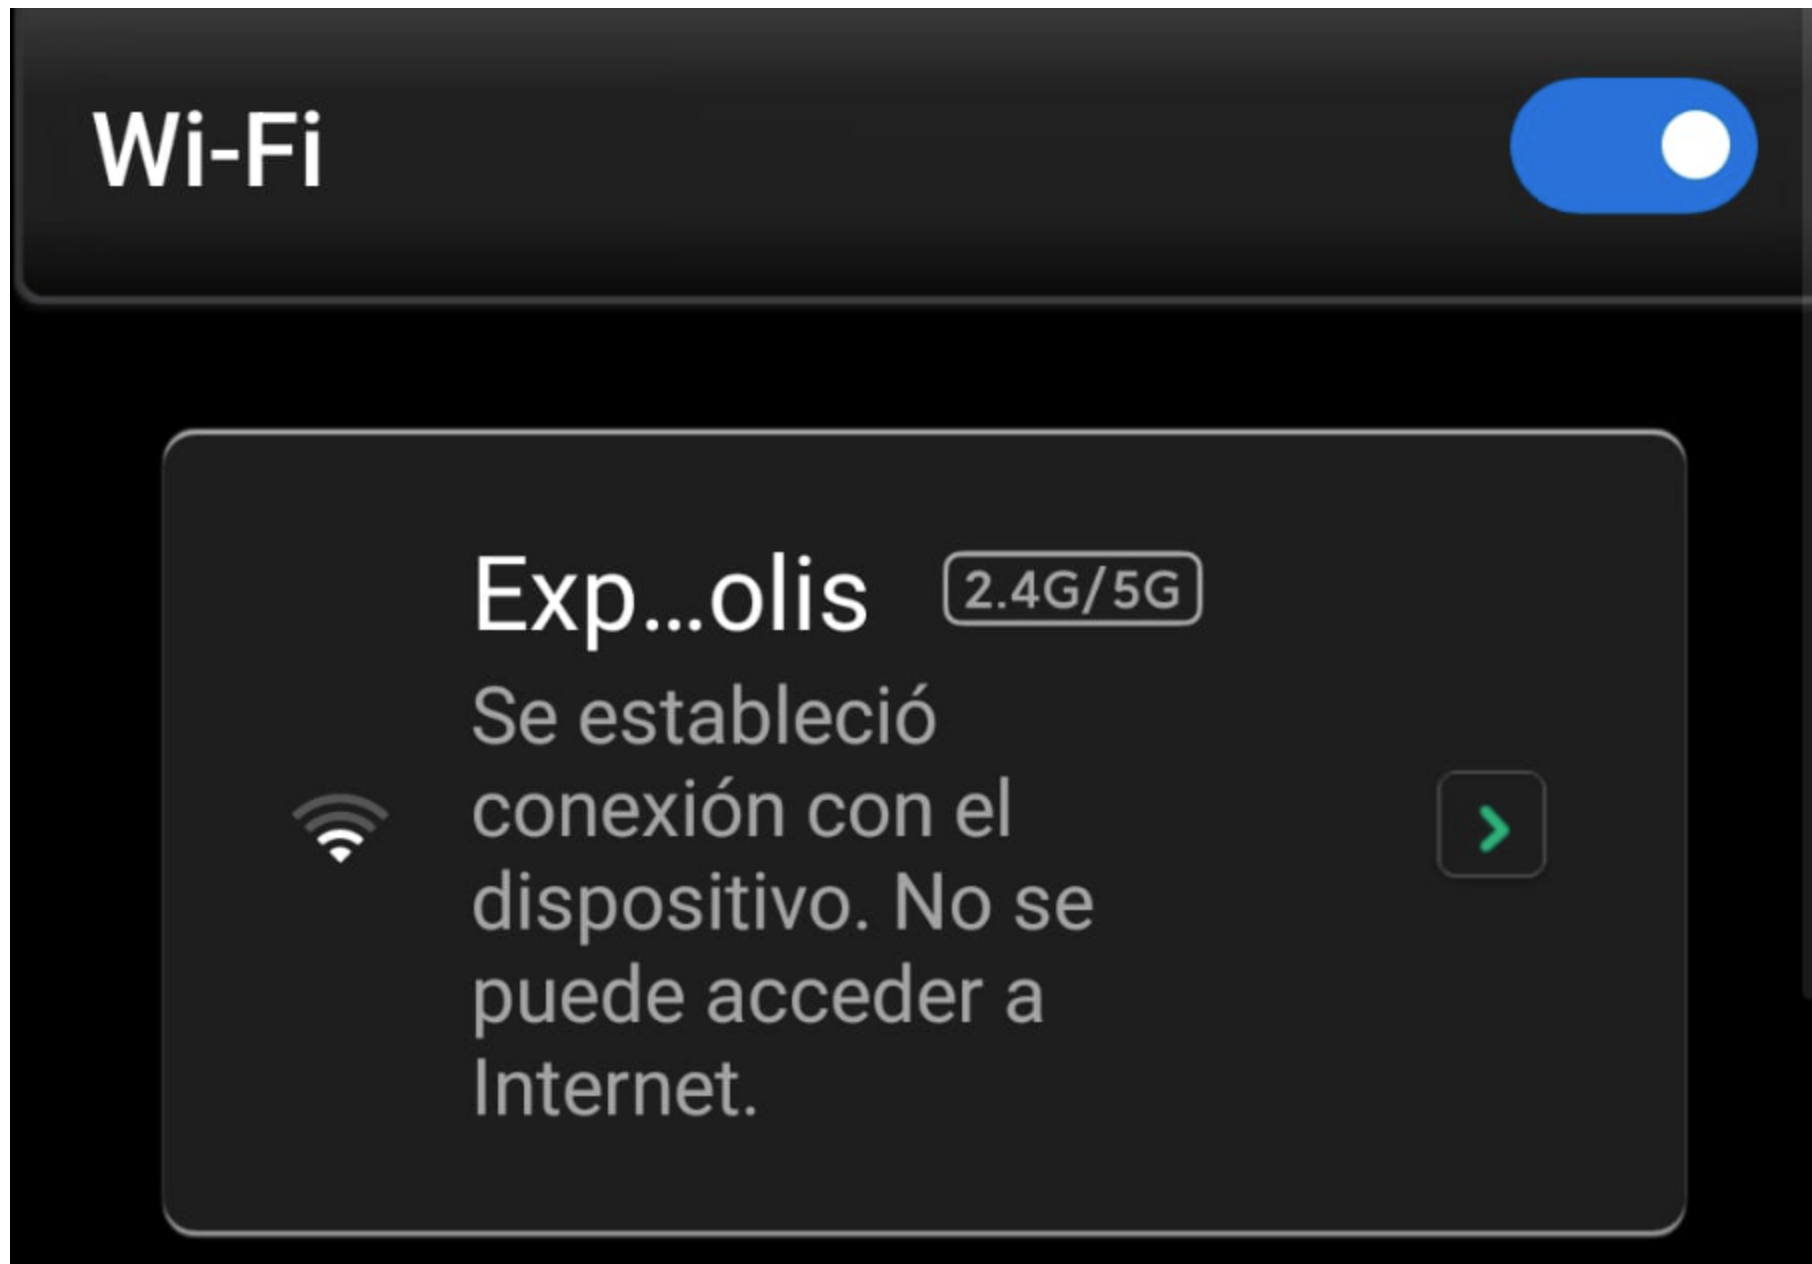 Wi-Fi
Exp...olis 2.4G/5G
Se estableció
conexión con el
dispositivo. No se
puede acceder a
Internet.